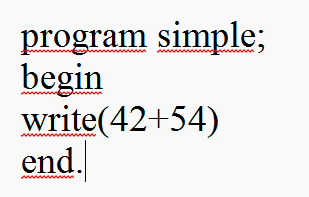 program simple;
begin
write(42+54)
end.